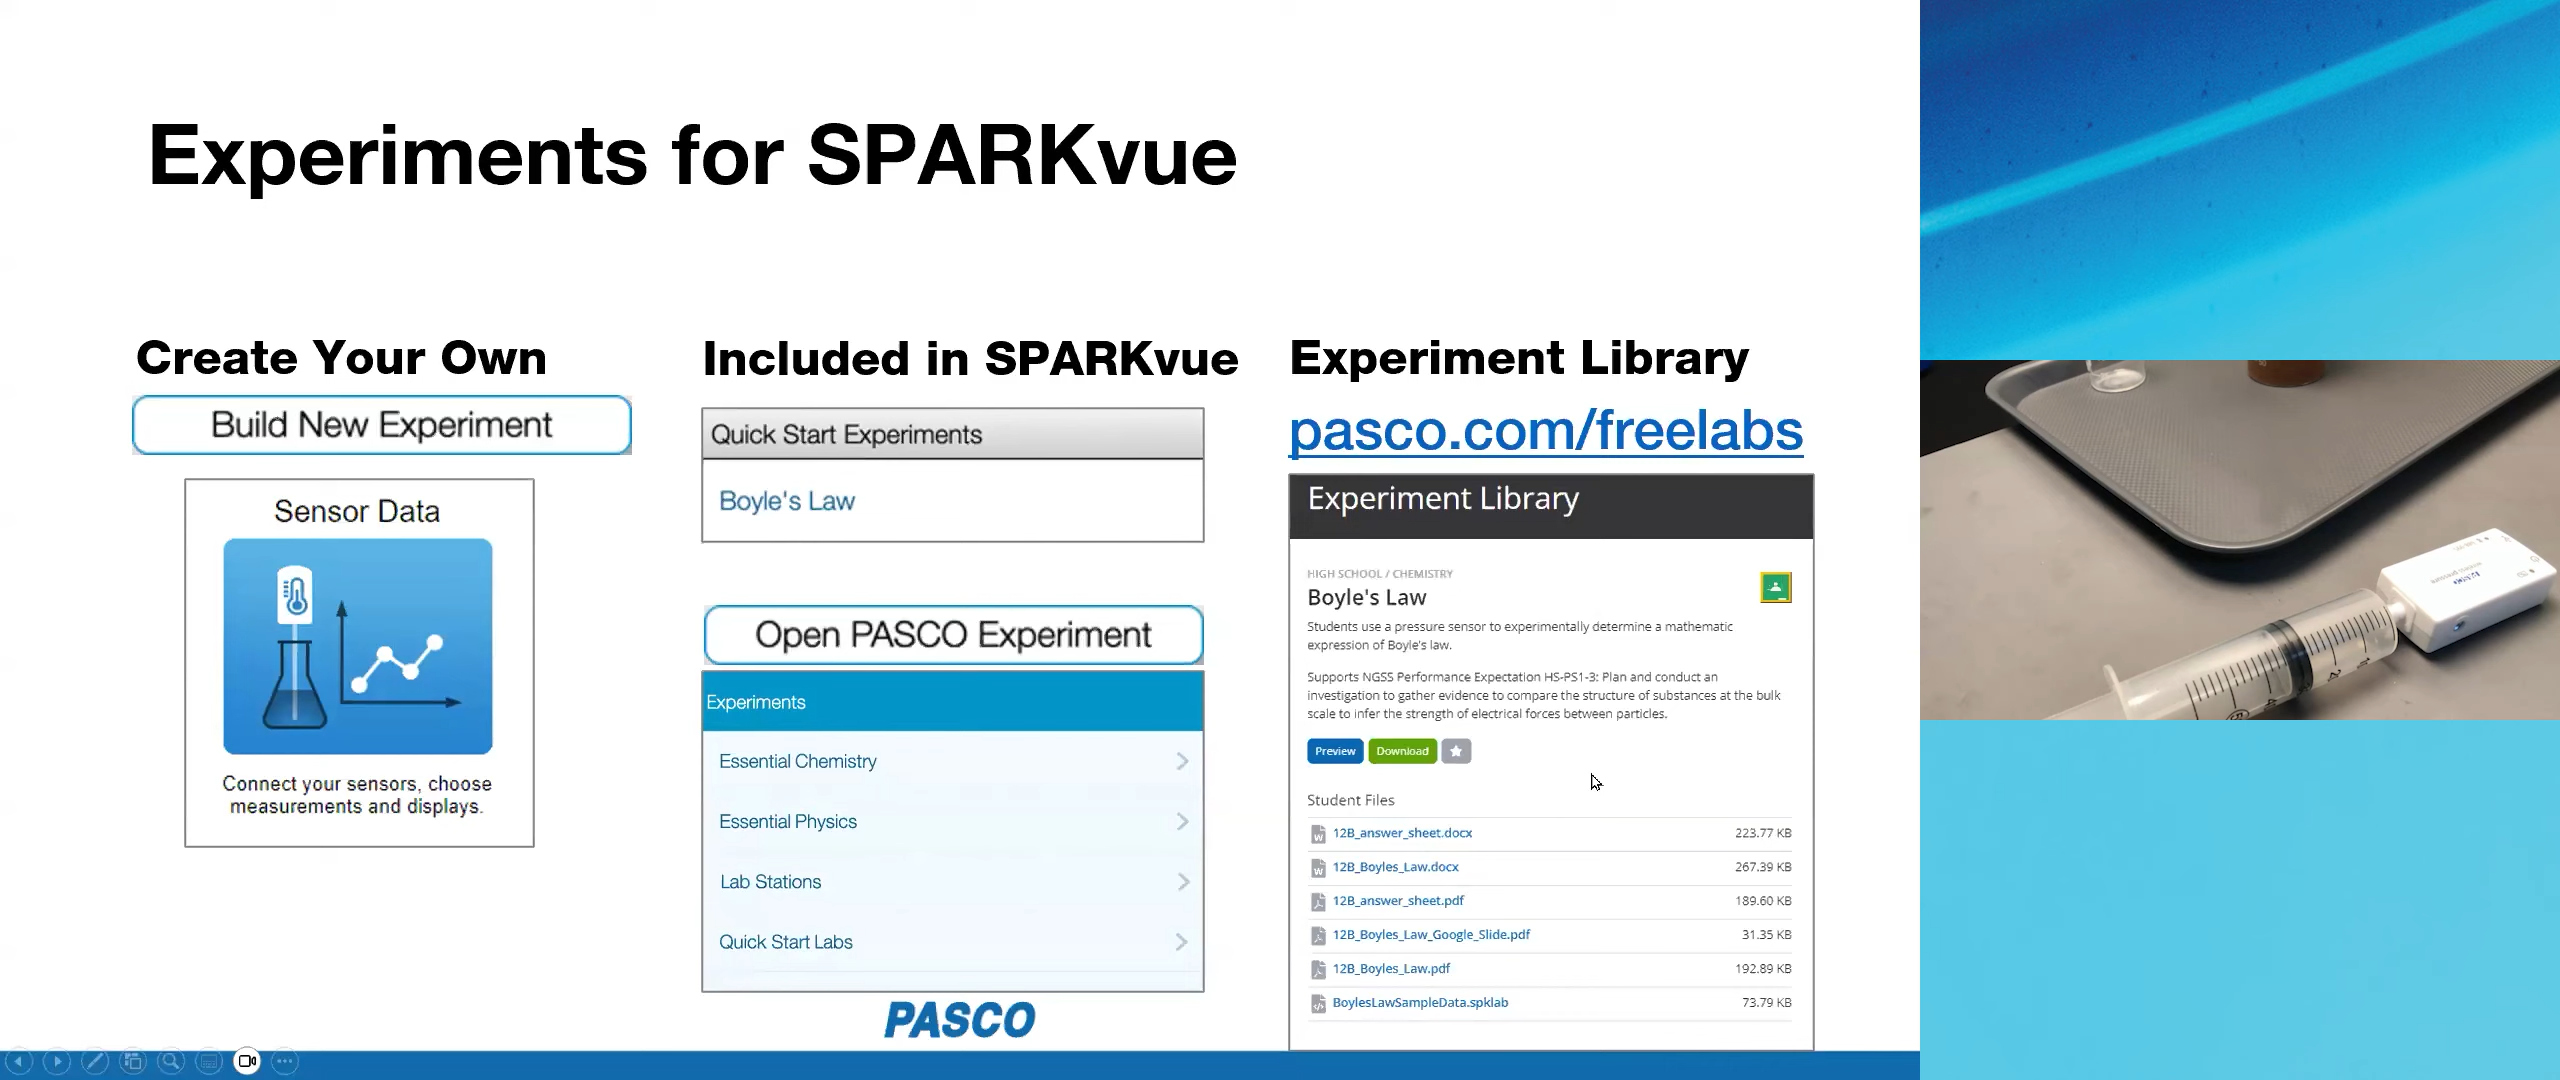 Experiments for SPARKvue
Create Your Own
Build New Experiment
Sensor Data
Connect your sensors, choose
measurements and displays.
Included in SPARKvue
Quick Start Experiments
Boyle's Law
Open PASCO Experiment
Experiments
Essential Chemistry
Essential Physics
Lab Stations
Quick Start Labs
PASCO
Experiment Library
pasco.com/freelabs
Experiment Library
HIGH SCHOOL / CHEMISTRY
Boyle's Law
Students use a pressure sensor to experimentally determine a mathematic
expression of Boyle's law.
Supports NGSS Performance Expectation HS-PS1-3: Plan and conduct an
investigation to gather evidence to compare the structure of substances at the bulk
scale to infer the strength of electrical forces between particles.
Preview Download
Student Files
12B_answer_sheet.docx 223.77 KB
12B_Boyles_Law.docx 267.39 KB
12B_answer_sheet.pdf 189.60 KB
12B_Boyles_Law_Google_Slide.pdf 31.35 KB
12B_Boyles_Law.pdf 192.89 KB
BoylesLawSampleData.spklab 73.79 KB